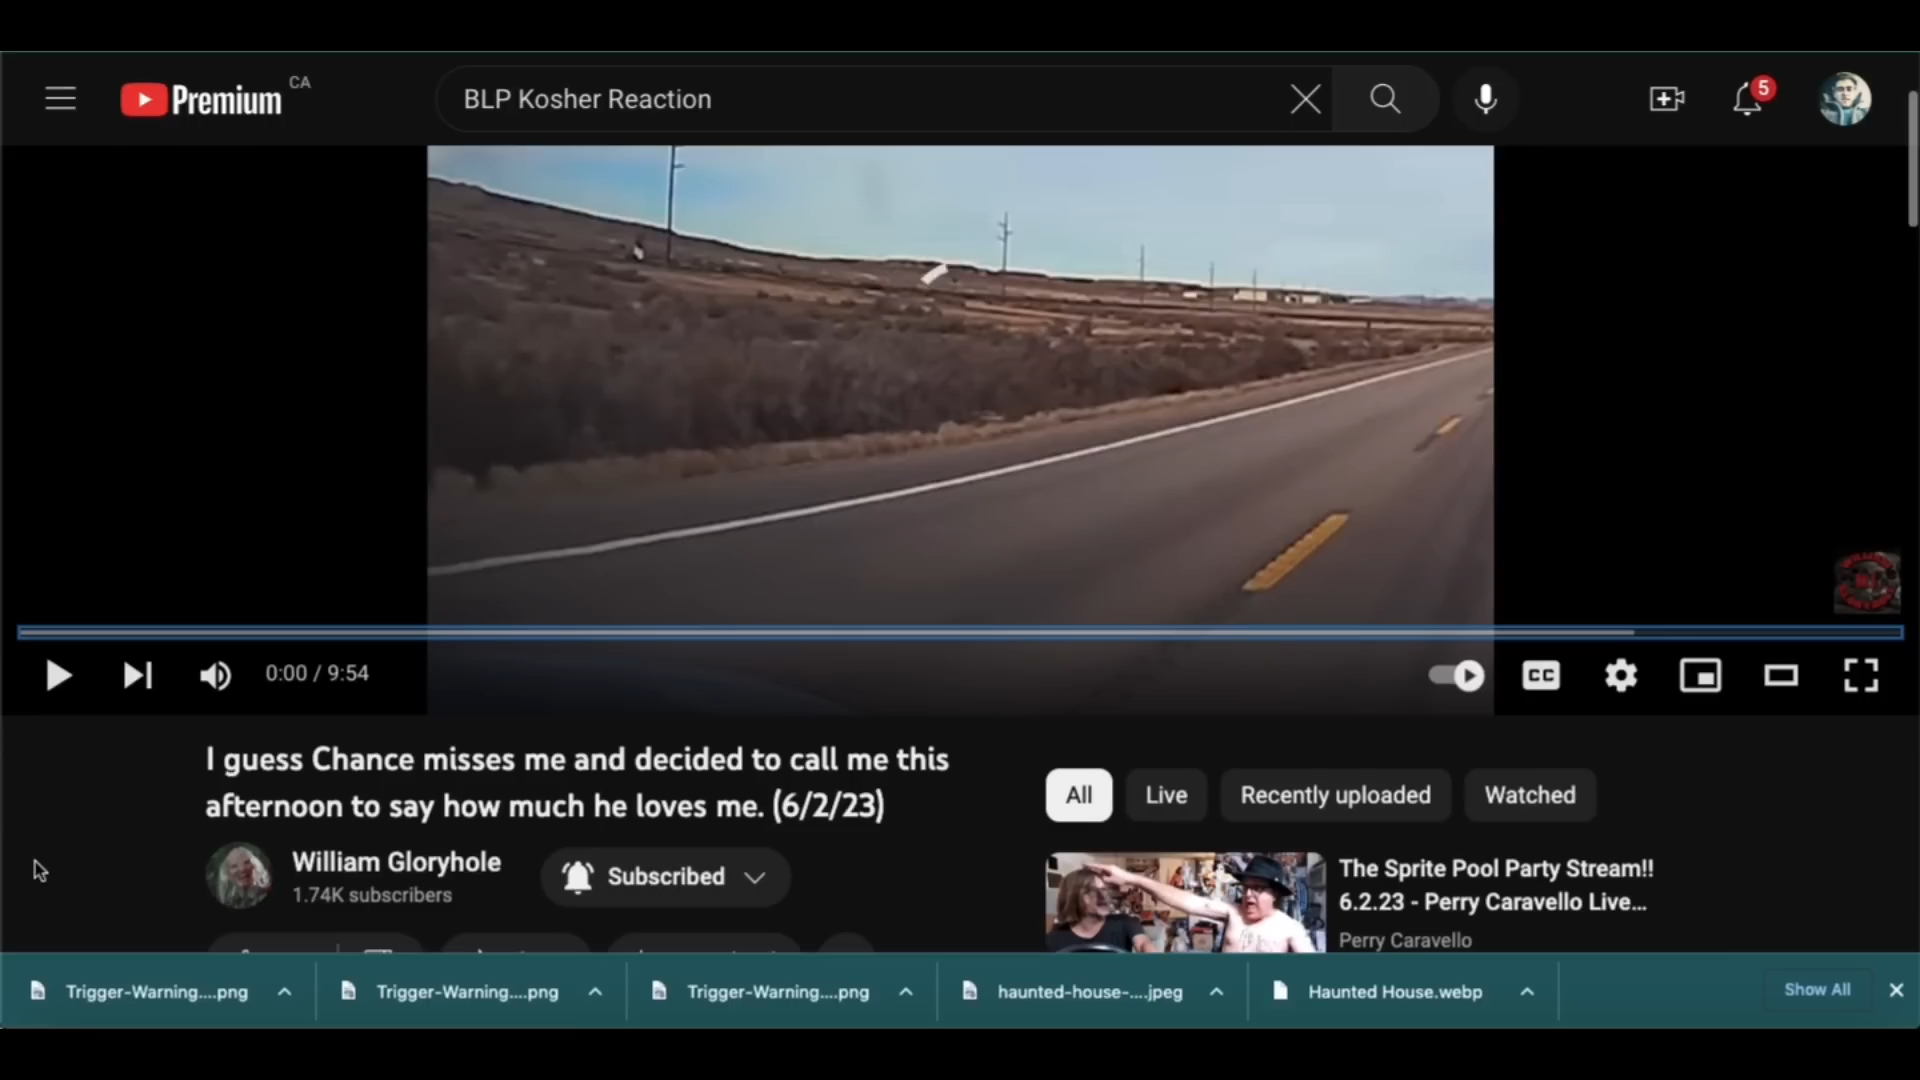 Premium CA
BLP Kosher Reaction
5
0:00 / 9:54
CC
I guess Chance misses me and decided to call me this
afternoon to say how much he loves me. (6/2/23)
William Gloryhole
1.74K subscribers
Subscribed
All
Live
Recently uploaded
Watched
The Sprite Pool Party Stream!!
6.2.23 - Perry Caravello Live...
Perry Caravello
Trigger-Warning....png
Trigger-Warning....png
Trigger-Warning....png
haunted-house-....jpeg
Haunted House.webp
Show All